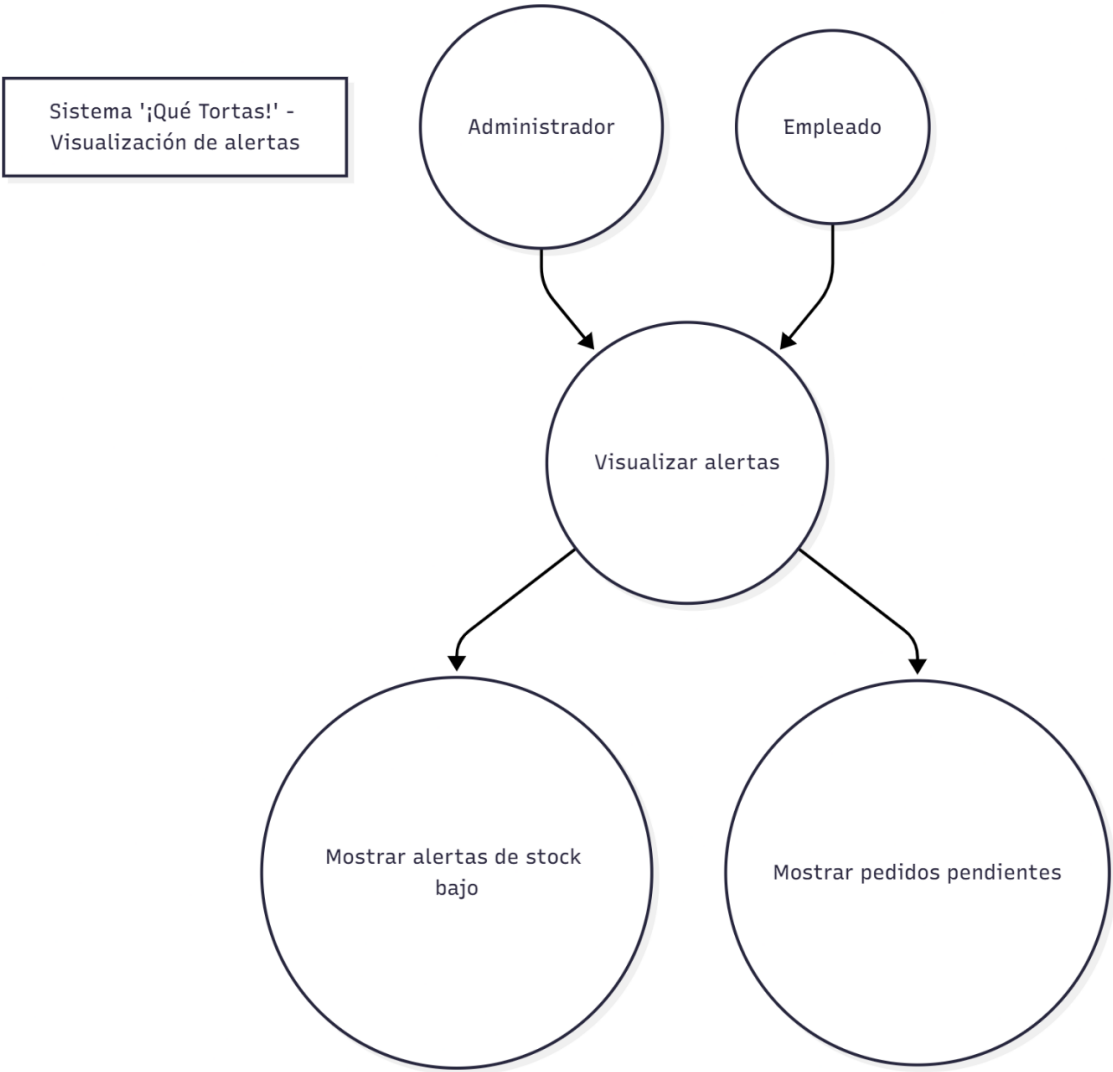 Sistema '¡Qué Tortas!' -
Visualización de alertas
Administrador
Empleado
Visualizar alertas
Mostrar alertas de stock
bajo
Mostrar pedidos pendientes